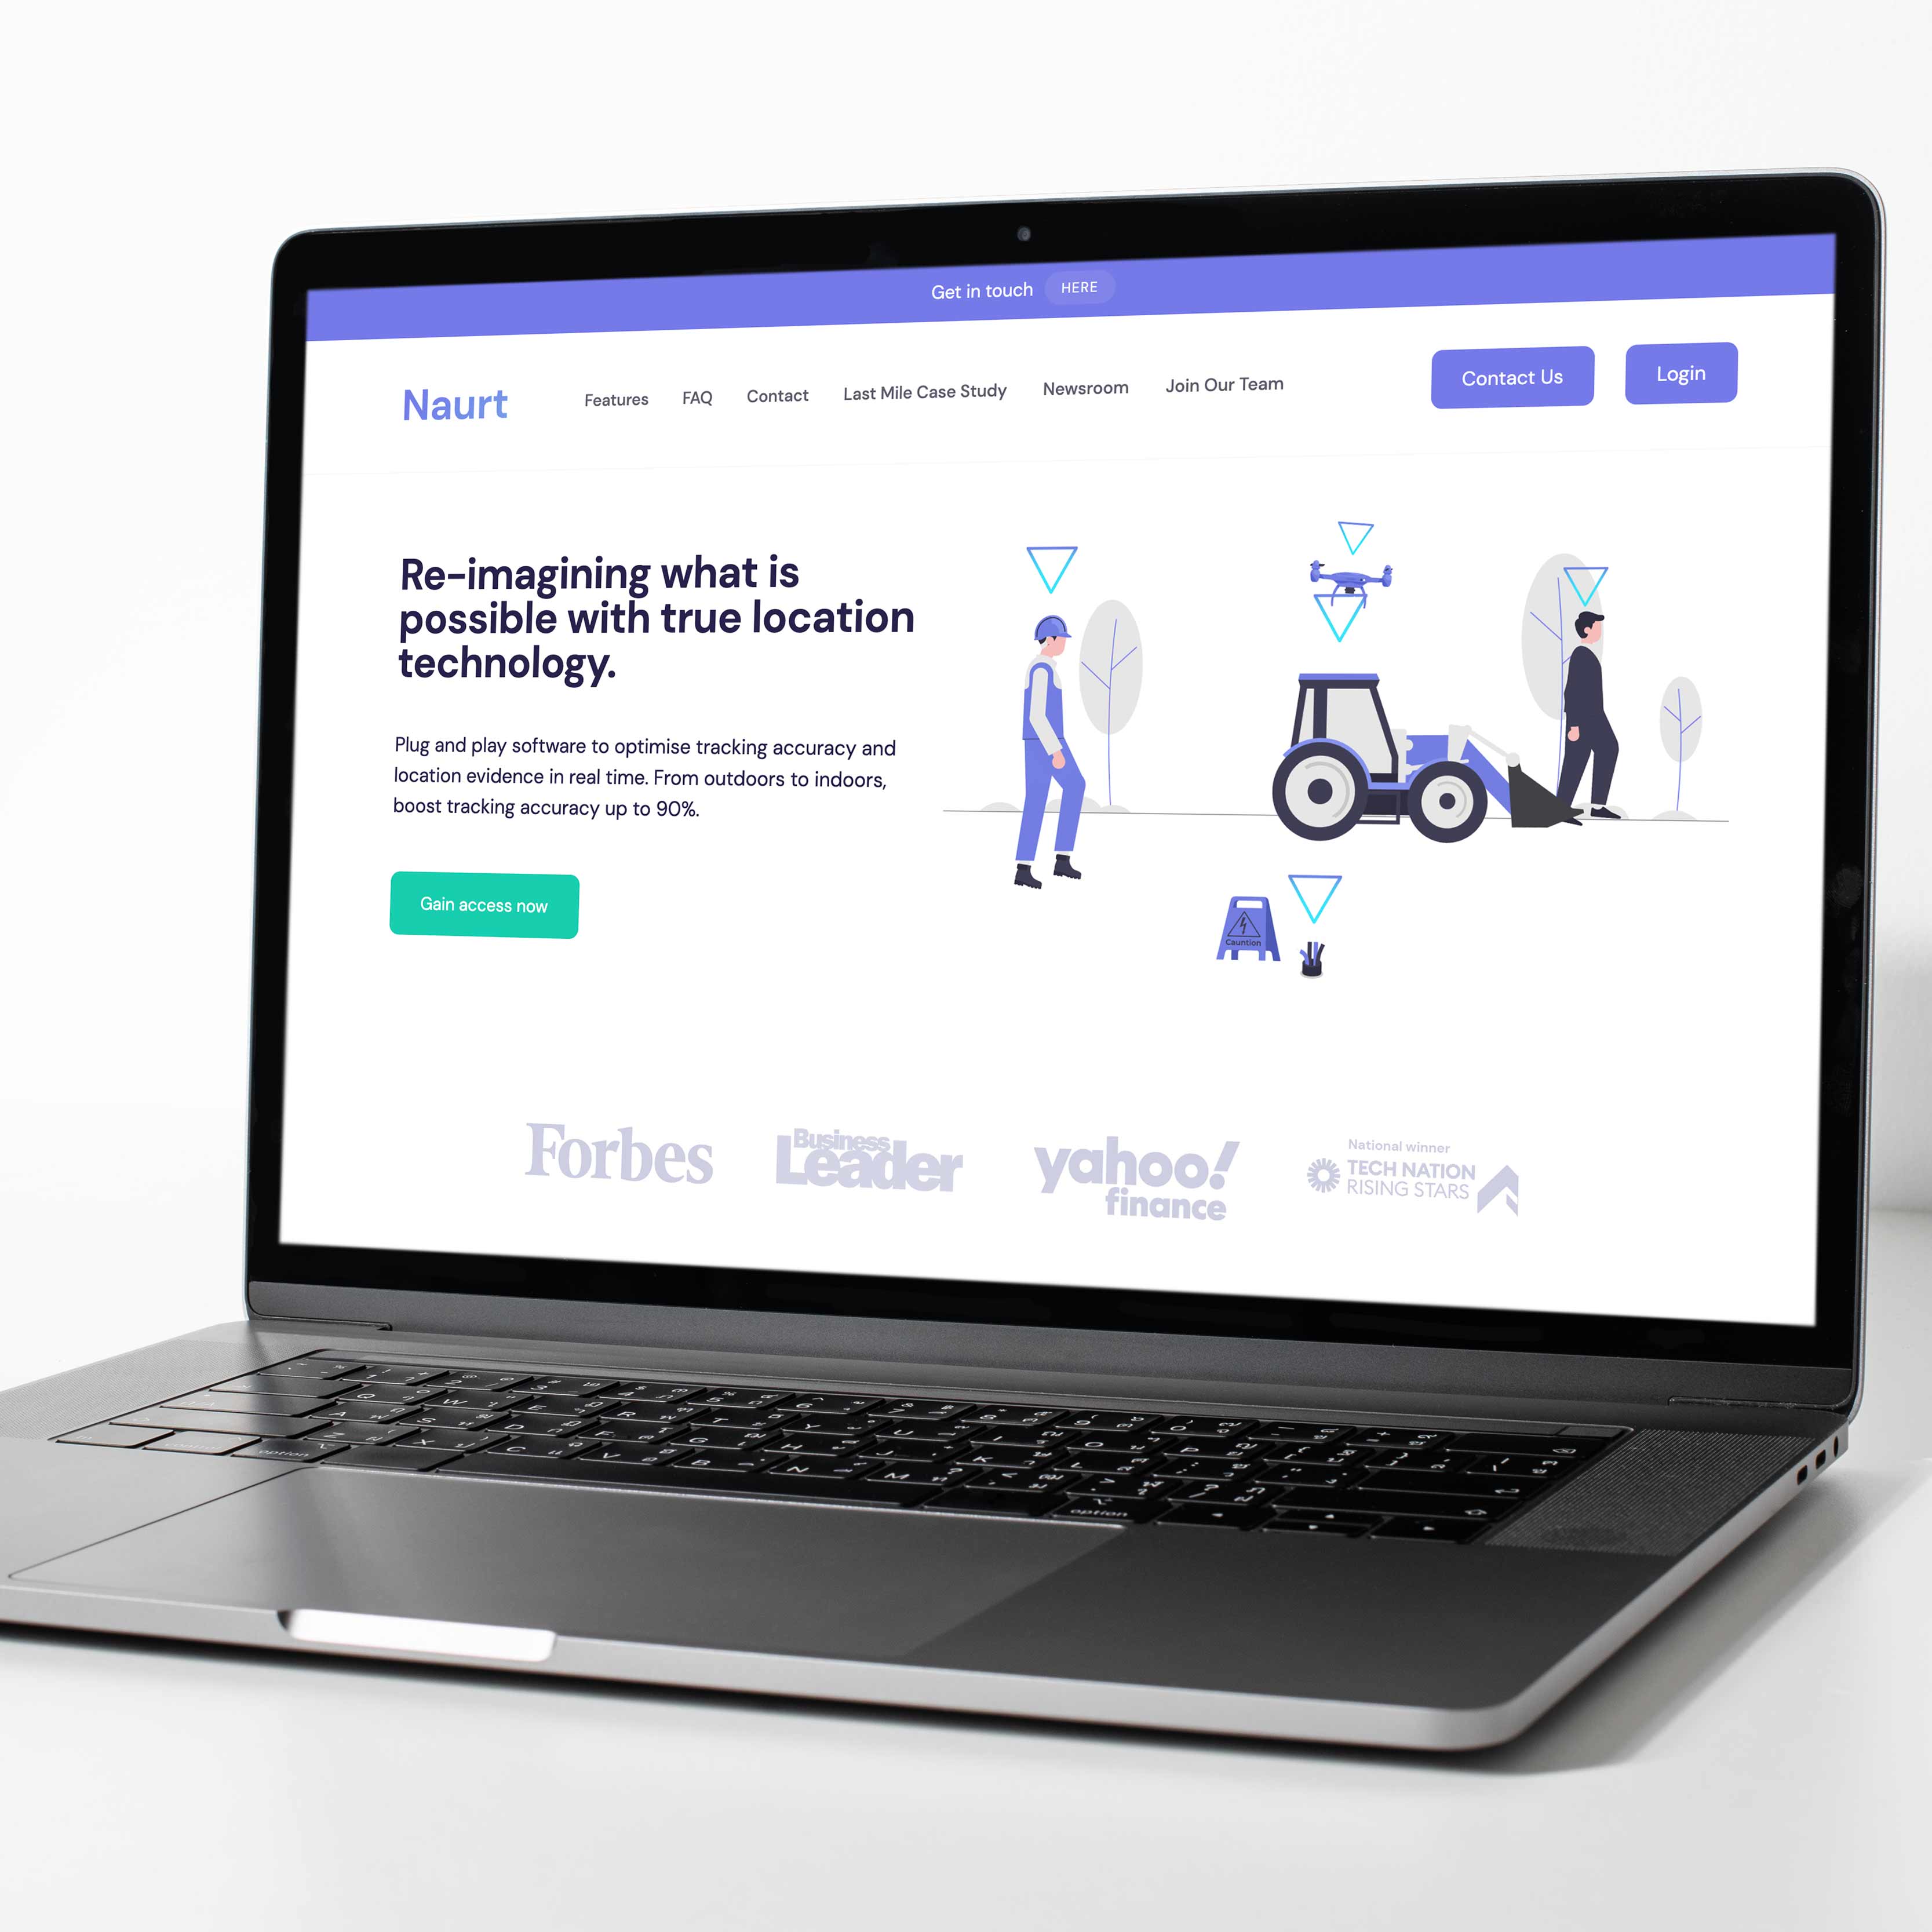 Get in touch HERE
Naurt Features FAQ Contact Last Mile Case Study Newsroom Join Our Team Contact Us Login
Re-imagining what is
possible with true location
technology.
Plug and play software to optimise tracking accuracy and
location evidence in real time. From outdoors to indoors,
boost tracking accuracy up to 90%.
Gain access now
Cauntion
Forbes
Business
Leader
yahoo!
finance
National winner
TECH NATION
RISING STARS
Q W E R T Y U I O P
A S D F G H J K L
Z X C V B N M
option
option